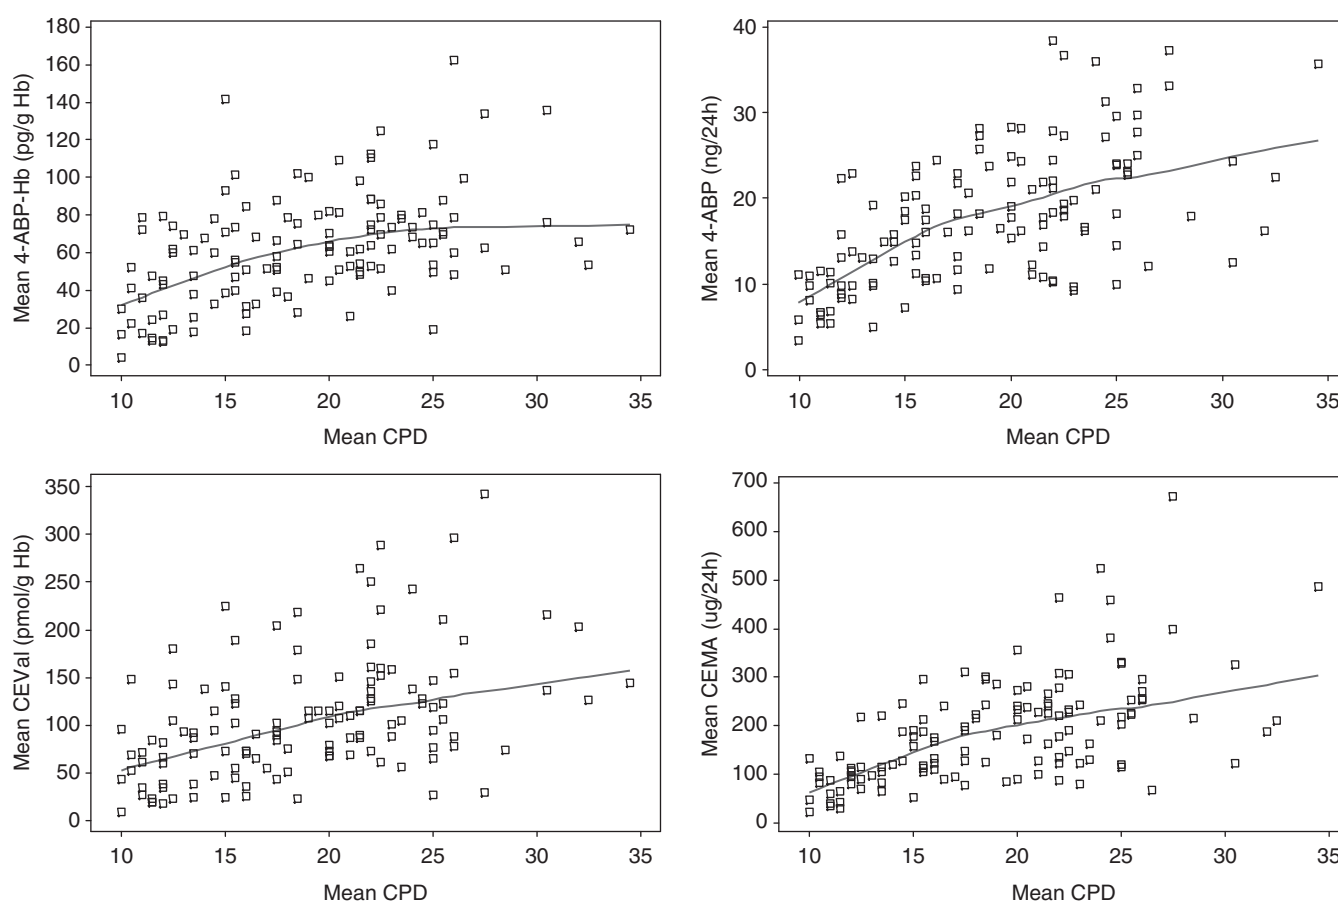 Mean 4-ABP-Hb (pg/g Hb)
180
160
140
120
100
80
60
40
20
0
10 15 20 25 30 35
Mean CPD
Mean 4-ABP (ng/24h)
40
30
20
10
0
10 15 20 25 30 35
Mean CPD
Mean CEVal (pmol/g Hb)
350
300
250
200
150
100
50
0
10 15 20 25 30 35
Mean CPD
Mean CEMA (ug/24h)
700
600
500
400
300
200
100
0
10 15 20 25 30 35
Mean CPD